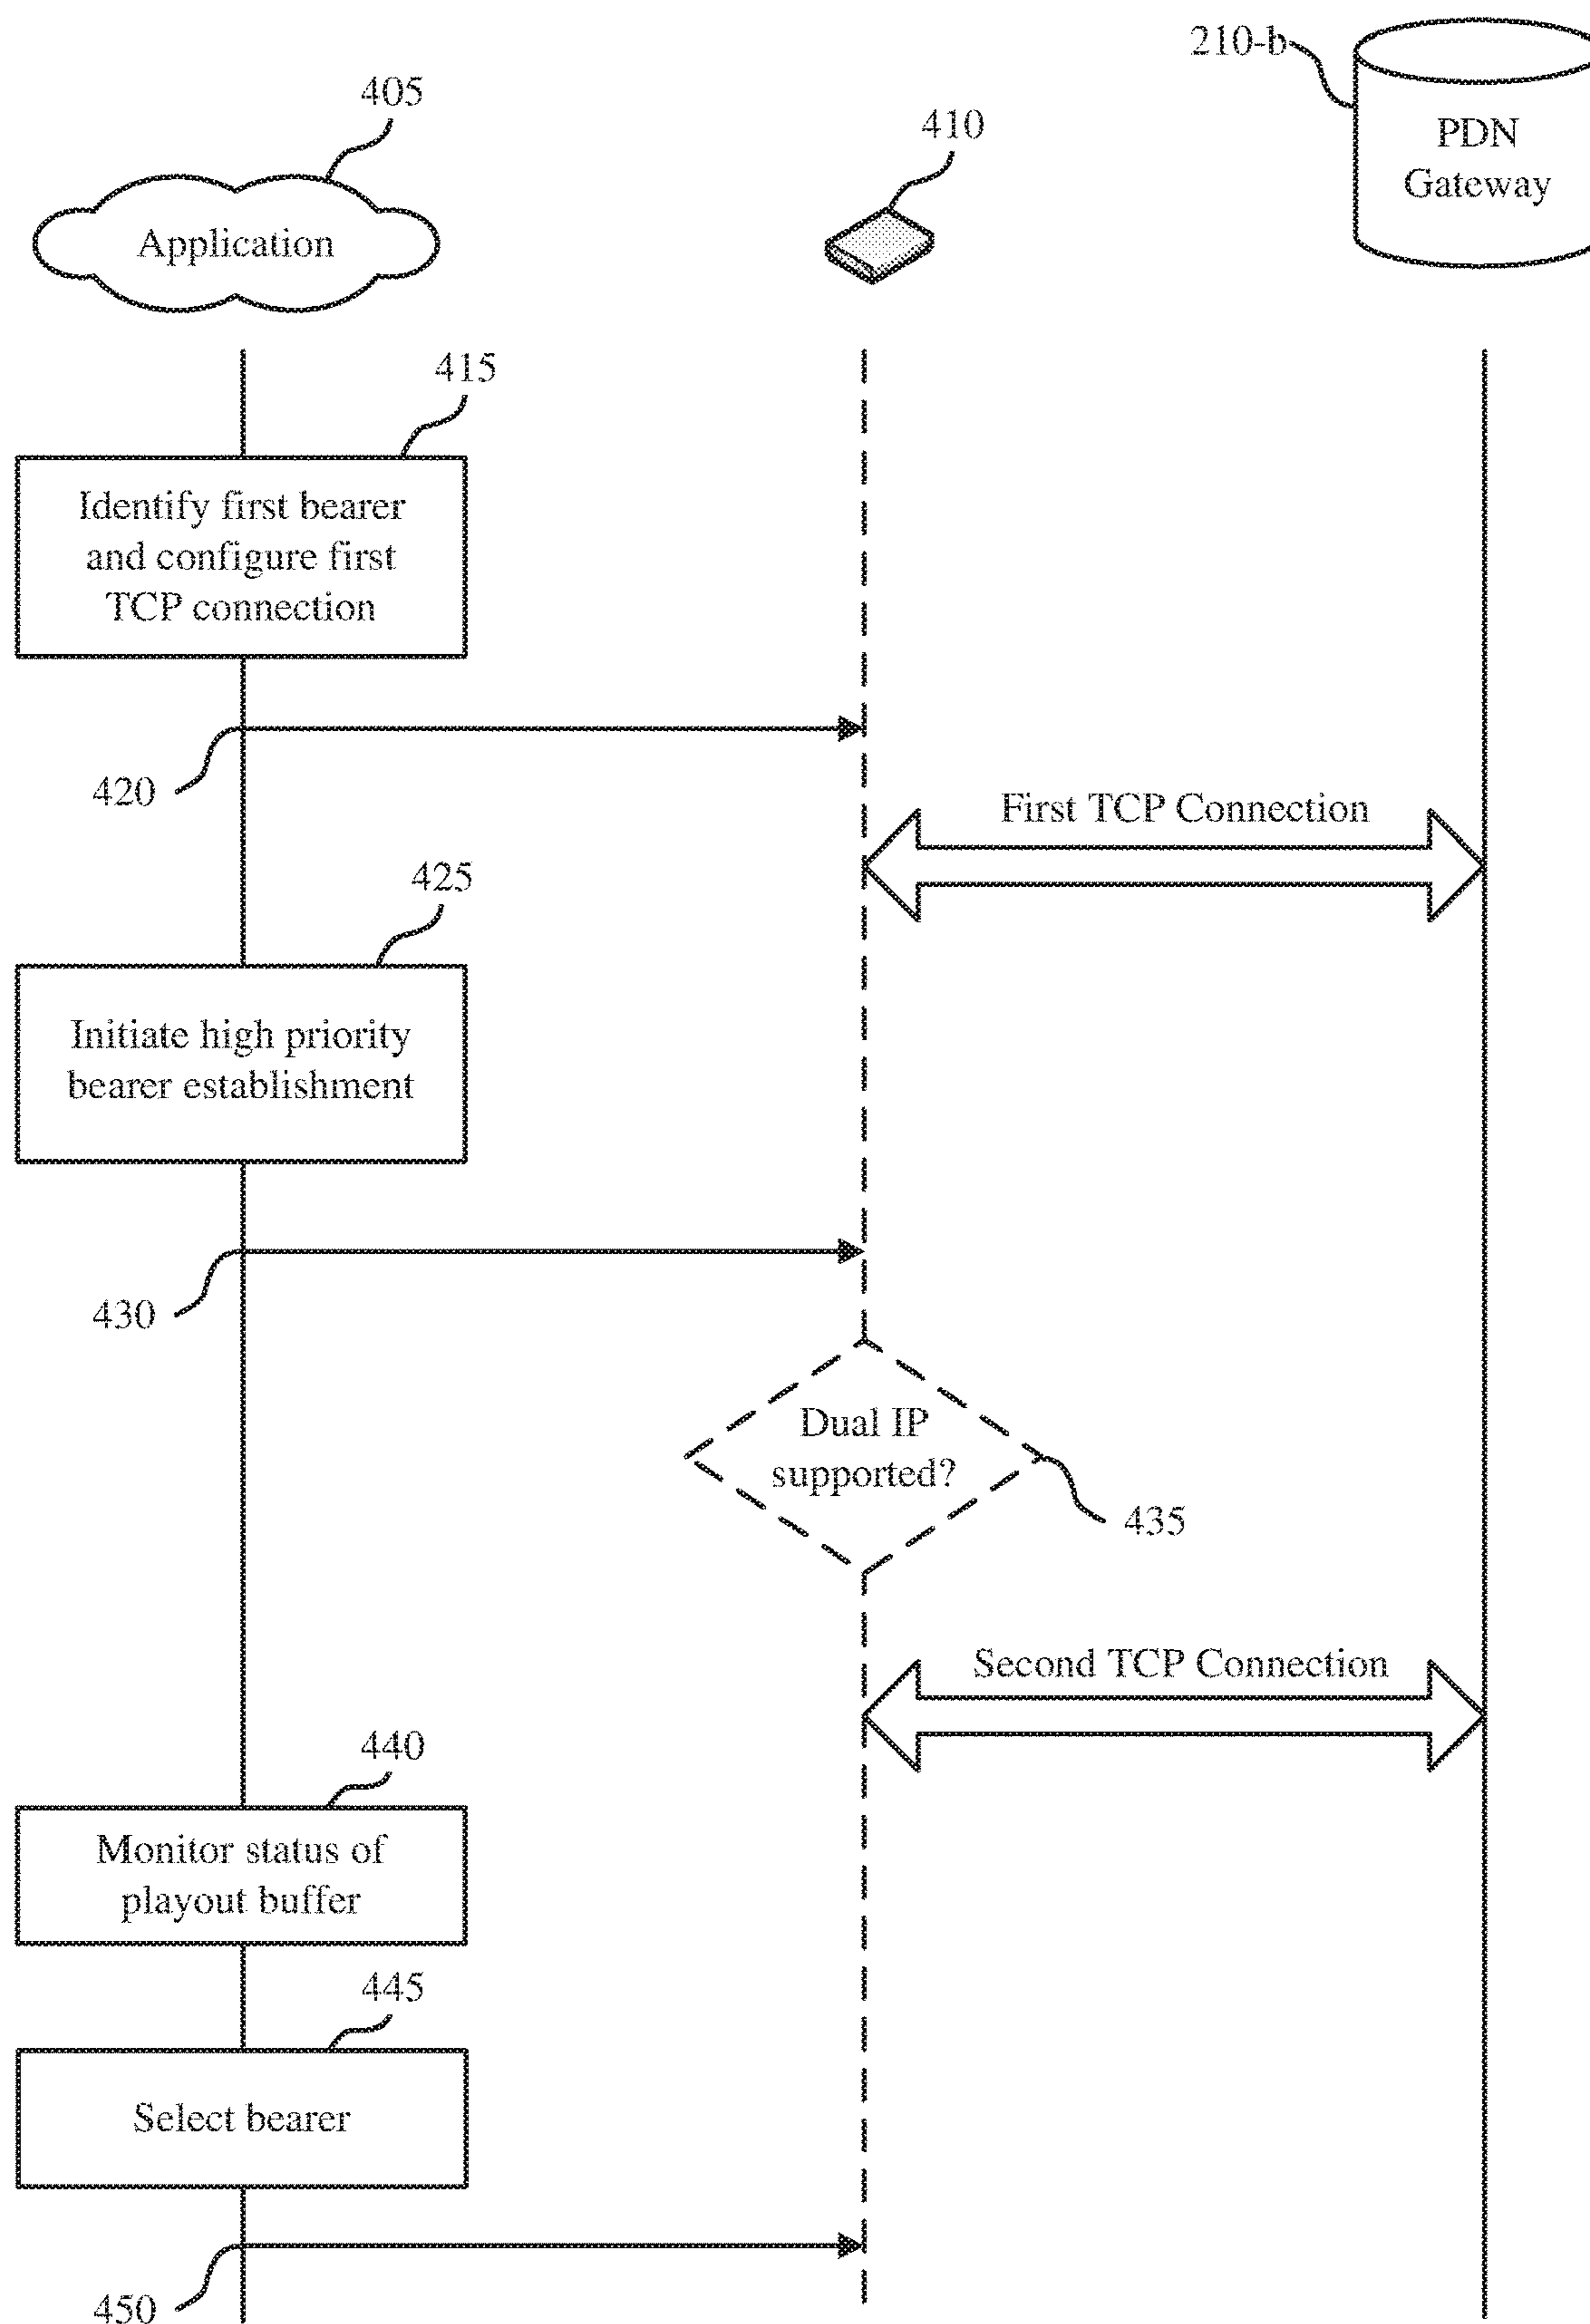 210-b
PDN
Gateway
405
410
Application
415
Identify first bearer
and configure first
TCP connection
420
First TCP Connection
425
Initiate high priority
bearer establishment
430
Dual IP
supported?
435
Second TCP Connection
440
Monitor status of
playout buffer
445
Select bearer
450